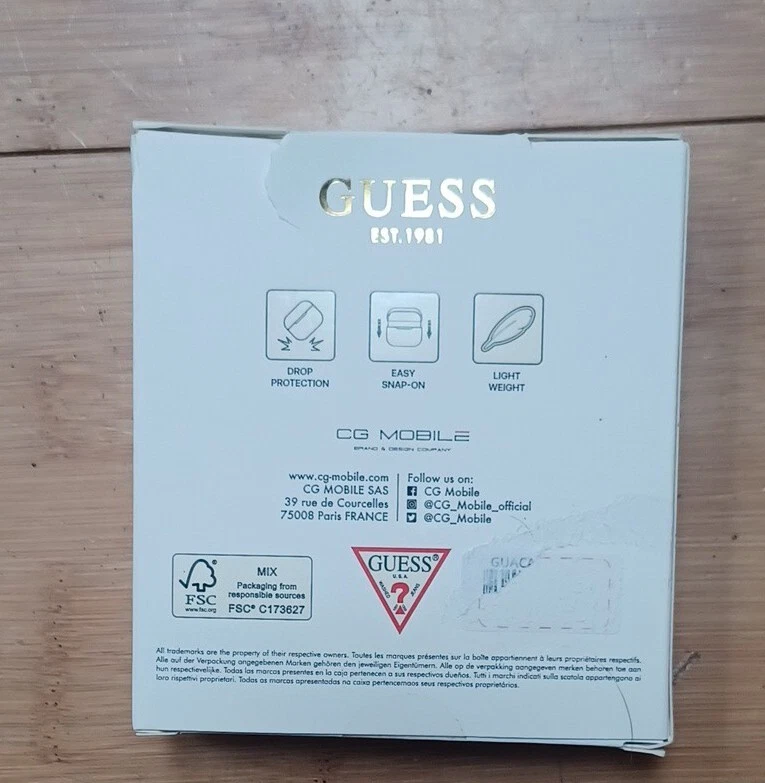 GUESS
EST. 1981
DROP
PROTECTION
EASY
SNAP-ON
LIGHT
WEIGHT
CG MOBILE
BRAND & DESIGN COMPANY
www.cg-mobile.com
CG MOBILE SAS
39 rue de Courcelles
75008 Paris FRANCE
Follow us on:
CG Mobile
@CG_Mobile_official
@CG_Mobile
FSC
www.fsc.org
MIX
Packaging from
responsible sources
FSC® C173627
GUESS®
U.S.A.
WASHED
JEANS
?
GUACA
All trademarks are the property of their respective owners. Toutes les marques présentes sur la boîte appartiennent à leurs propriétaires respectifs.
Alle auf der Verpackung angegebenen Marken gehören den jeweiligen Eigentümern. Alle op de verpakking aangegeven merken behoren toe aan
hun respectievelijke. Todas las marcas presentes en la caja pertenecen a sus respectivos dueños. Tutti i marchi indicati sulla scatola appartengono ai
loro rispettivi proprietari. Todas as marcas apresentadas na caixa pertencemaos seus respectivos proprietários.